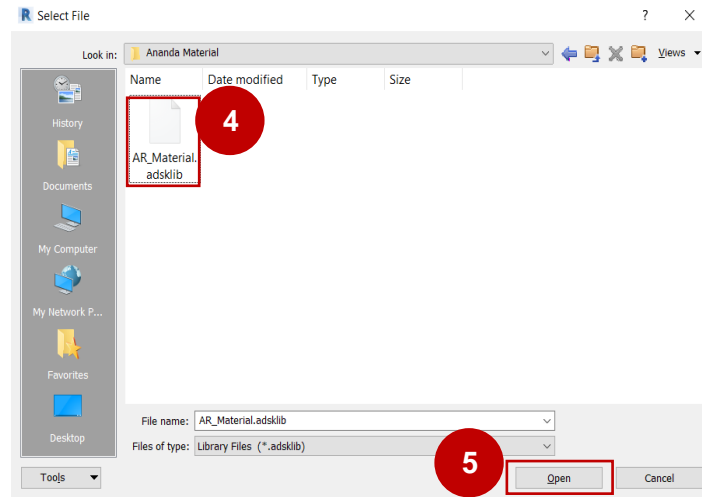 R Select File ? ×
Look in: Ananda Material Views
Name Date modified Type Size
History
Documents
My Computer
My Network P...
Favorites
Desktop
AR_Material.
adsklib
4
File name: AR_Material.adsklib
Files of type: Library Files (*.adsklib)
5
Tools Open Cancel